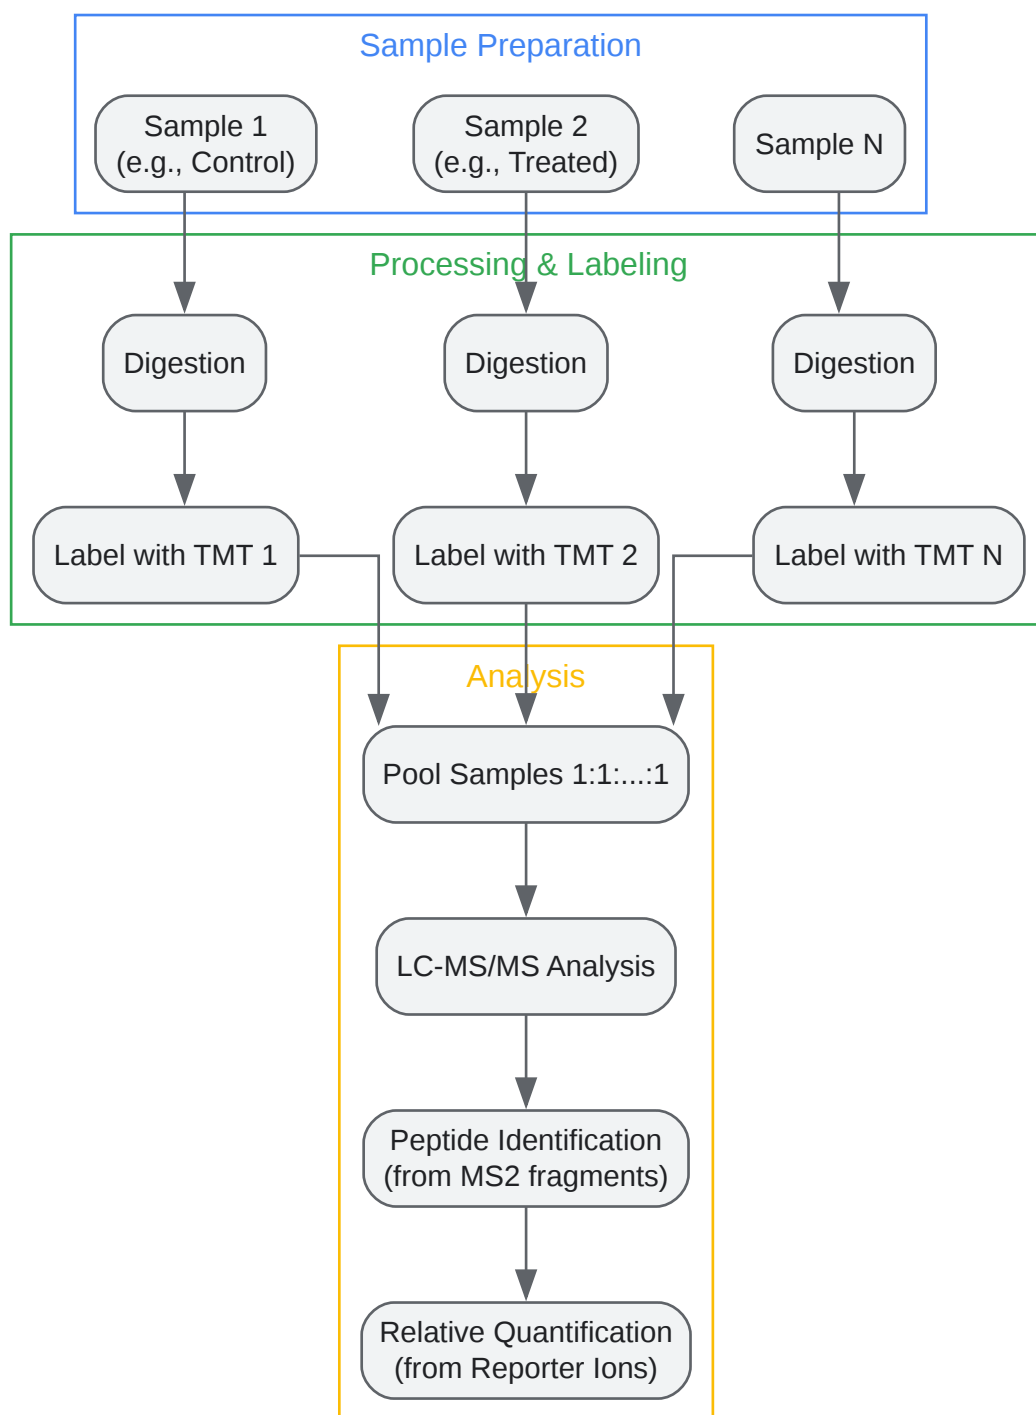 Sample Preparation
Sample 1
(e.g., Control)
Sample 2
(e.g., Treated)
Sample N
Processing & Labeling
Digestion
Digestion
Digestion
Label with TMT 1
Label with TMT 2
Label with TMT N
Analysis
Pool Samples 1:1:...:1
LC-MS/MS Analysis
Peptide Identification
(from MS2 fragments)
Relative Quantification
(from Reporter Ions)